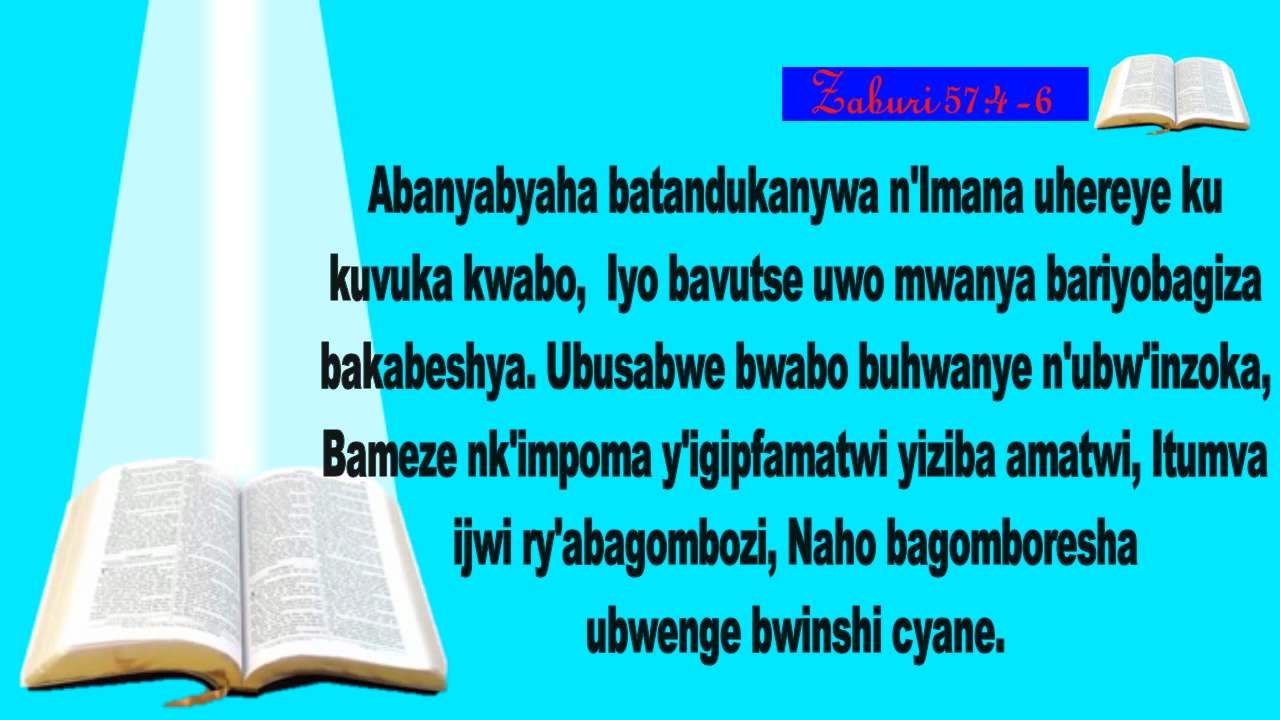 Zaburi 57:4 - 6
Abanyabyaha batandukanywa n'Imana uhereye ku
kuvuka kwabo, Iyo bavutse uwo mwanya bariyobagiza
bakabeshya. Ubusabwe bwabo buhwanye n'ubw'inzoka,
Bameze nk'impoma y'igipfamatwi yiziba amatwi, Itumva
ijwi ry'abagombozi, Naho bagomboresha
ubwenge bwinshi cyane.